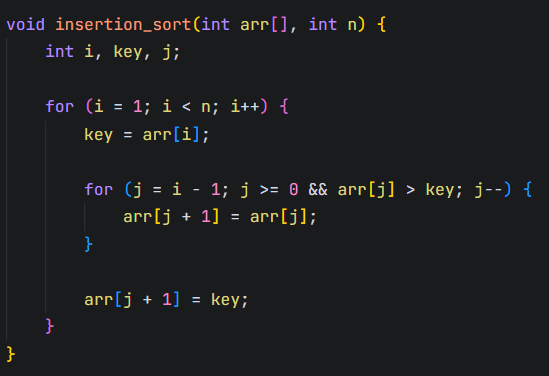 void insertion_sort(int arr[], int n) {
    int i, key, j;

    for (i = 1; i < n; i++) {
        key = arr[i];

        for (j = i - 1; j >= 0 && arr[j] > key; j--) {
            arr[j + 1] = arr[j];
        }

        arr[j + 1] = key;
    }
}